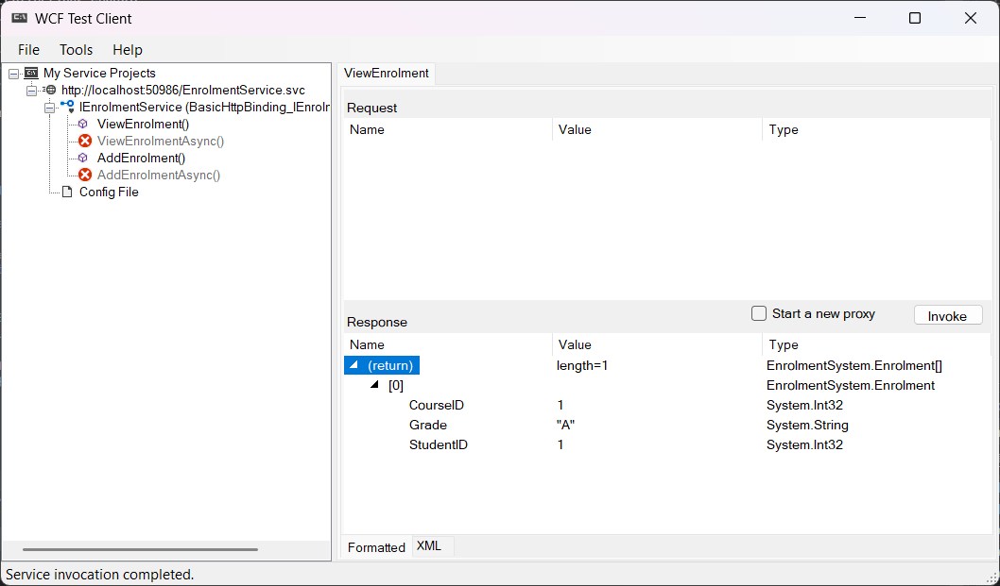 WCF Test Client
File Tools Help
My Service Projects
http://localhost:50986/EnrolmentService.svc
IEnrolmentService (BasicHttpBinding_IEnrolm
ViewEnrolment()
ViewEnrolmentAsync()
AddEnrolment()
AddEnrolmentAsync()
Config File
ViewEnrolment
Request
Name Value Type
Response
Start a new proxy
Invoke
Name Value Type
(return) length=1 EnrolmentSystem.Enrolment[]
[0] EnrolmentSystem.Enrolment
CourseID 1 System.Int32
Grade "A" System.String
StudentID 1 System.Int32
Formatted XML
Service invocation completed.